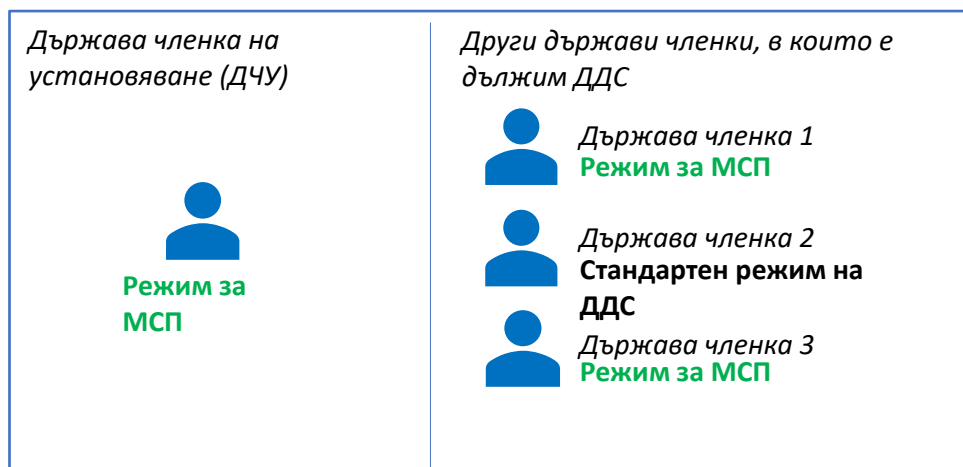 Държава членка на
установяване (ДЧУ)
Режим за
МСП
Други държави членки, в които е
дължим ДДС
Държава членка 1
Режим за МСП
Държава членка 2
Стандартен режим на
ДДС
Държава членка 3
Режим за МСП